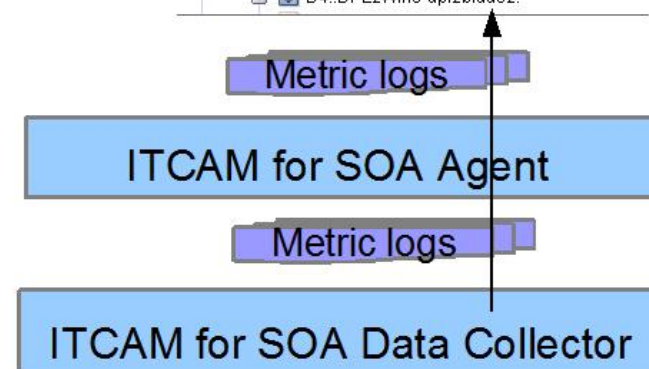 Metric logs
ITCAM for SOA Agent
Metric logs
ITCAM for SOA Data Collector